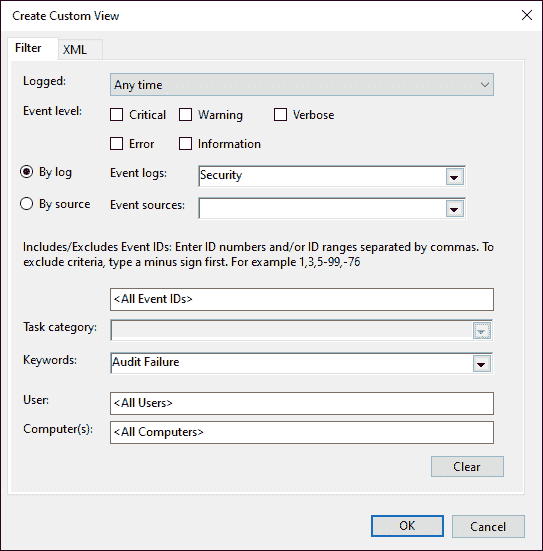 Create Custom View
Filter XML
Logged: Any time
Event level: Critical Warning Verbose
Error Information
By log Event logs: Security
By source Event sources:
Includes/Excludes Event IDs: Enter ID numbers and/or ID ranges separated by commas. To
exclude criteria, type a minus sign first. For example 1,3,5-99,-76
<All Event IDs>
Task category:
Keywords: Audit Failure
User: <All Users>
Computer(s): <All Computers>
Clear
OK Cancel